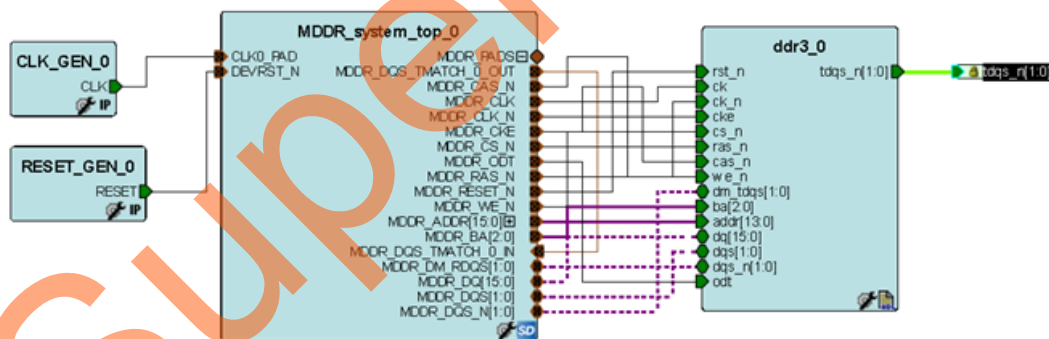 CLK_GEN_0
CLK
IP
RESET_GEN_0
RESET
IP
MDDR_system_top_0
CLK0_PAD
DEVRST_N
MDDR_PADS
MDDR_DQS_TMATCH_0_OUT
MDDR_CAS_N
MDDR_CLK
MDDR_CLK_N
MDDR_CKE
MDDR_CS_N
MDDR_ODT
MDDR_RAS_N
MDDR_RESET_N
MDDR_WE_N
MDDR_ADDR[15:0]
MDDR_BA[2:0]
MDDR_DQS_TMATCH_0_IN
MDDR_DM_RDQS[1:0]
MDDR_DQ[15:0]
MDDR_DQS[1:0]
MDDR_DQS_N[1:0]
SD
ddr3_0
rst_n
ck
ck_n
cke
cs_n
ras_n
cas_n
we_n
dm_tdqs[1:0]
ba[2:0]
addr[13:0]
dq[15:0]
dqs[1:0]
dqs_n[1:0]
odt
tdqs_n[1:0]
tdqs_n[1:0]
Super